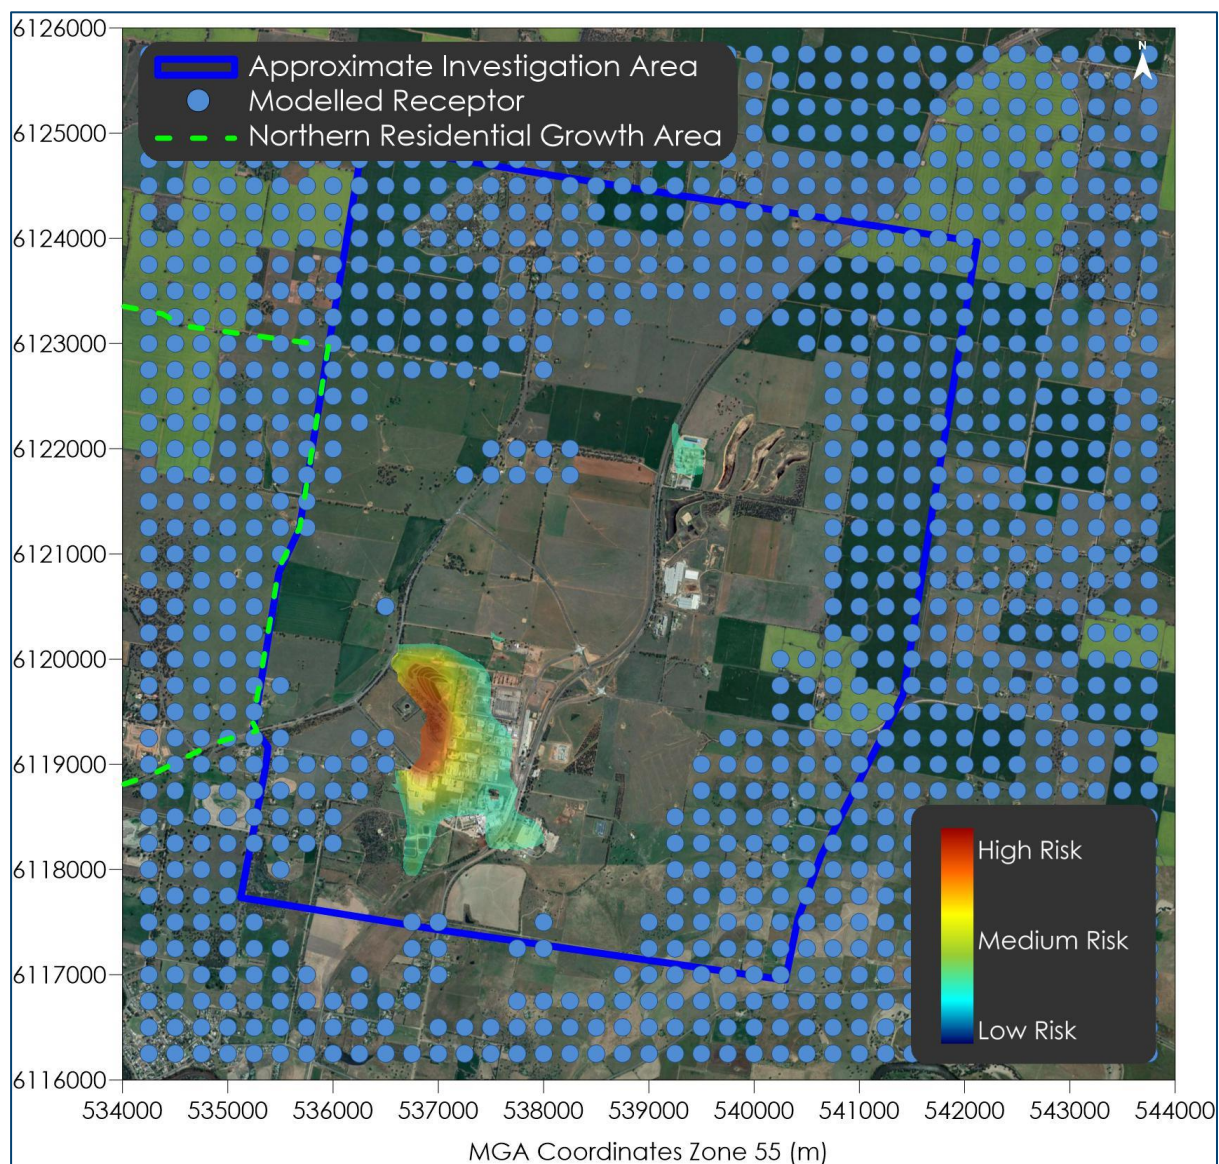 6126000
Approximate Investigation Area
Modelled Receptor
6125000
Northern Residential Growth Area
N
6124000
6123000
6122000
6121000
6120000
6119000
6118000
6117000
6116000
High Risk
Medium Risk
Low Risk
534000 535000 536000 537000 538000 539000 540000 541000 542000 543000 544000
MGA Coordinates Zone 55 (m)